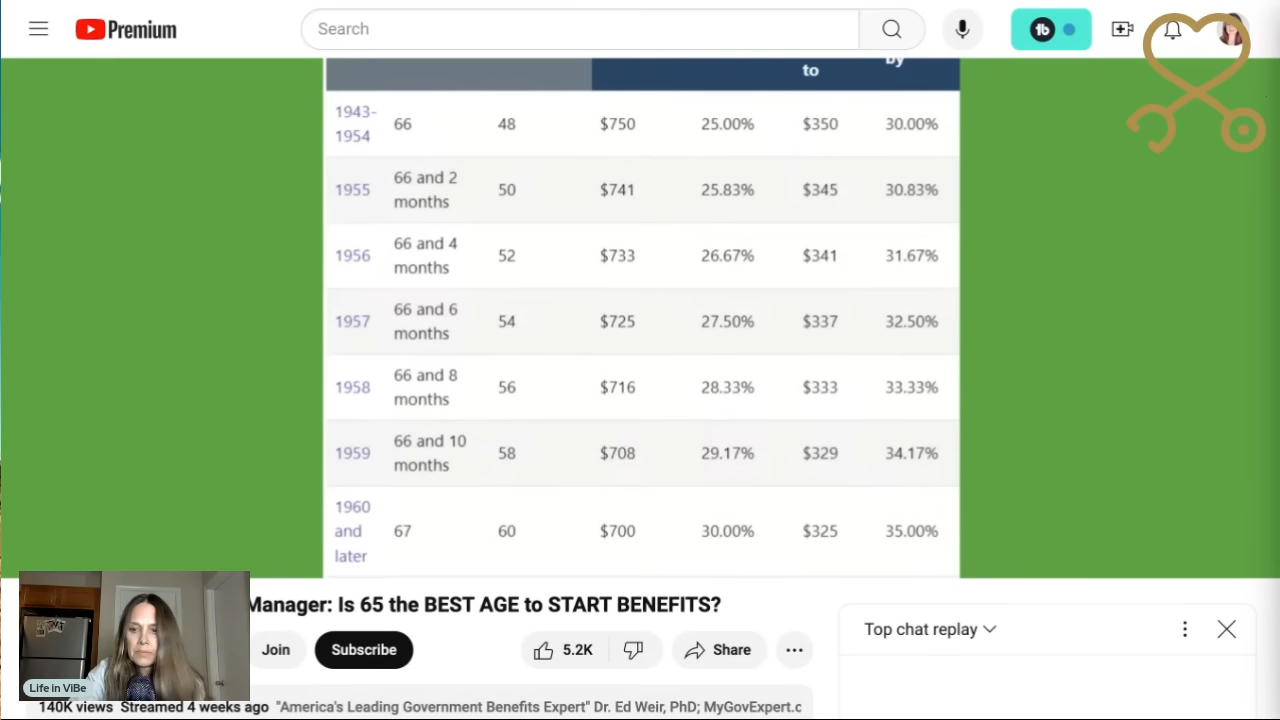 Premium
Search
to
by
1943-
1954
66
48
$750
25.00%
$350
30.00%
1955
66 and 2
months
50
$741
25.83%
$345
30.83%
1956
66 and 4
months
52
$733
26.67%
$341
31.67%
1957
66 and 6
months
54
$725
27.50%
$337
32.50%
1958
66 and 8
months
56
$716
28.33%
$333
33.33%
1959
66 and 10
months
58
$708
29.17%
$329
34.17%
1960
and
later
67
60
$700
30.00%
$325
35.00%
Manager: Is 65 the BEST AGE to START BENEFITS?
Join
Subscribe
5.2K
Share
Top chat replay
Life in ViBe
140K views Streamed 4 weeks ago "America's Leading Government Benefits Expert" Dr. Ed Weir, PhD; MyGovExpert.c